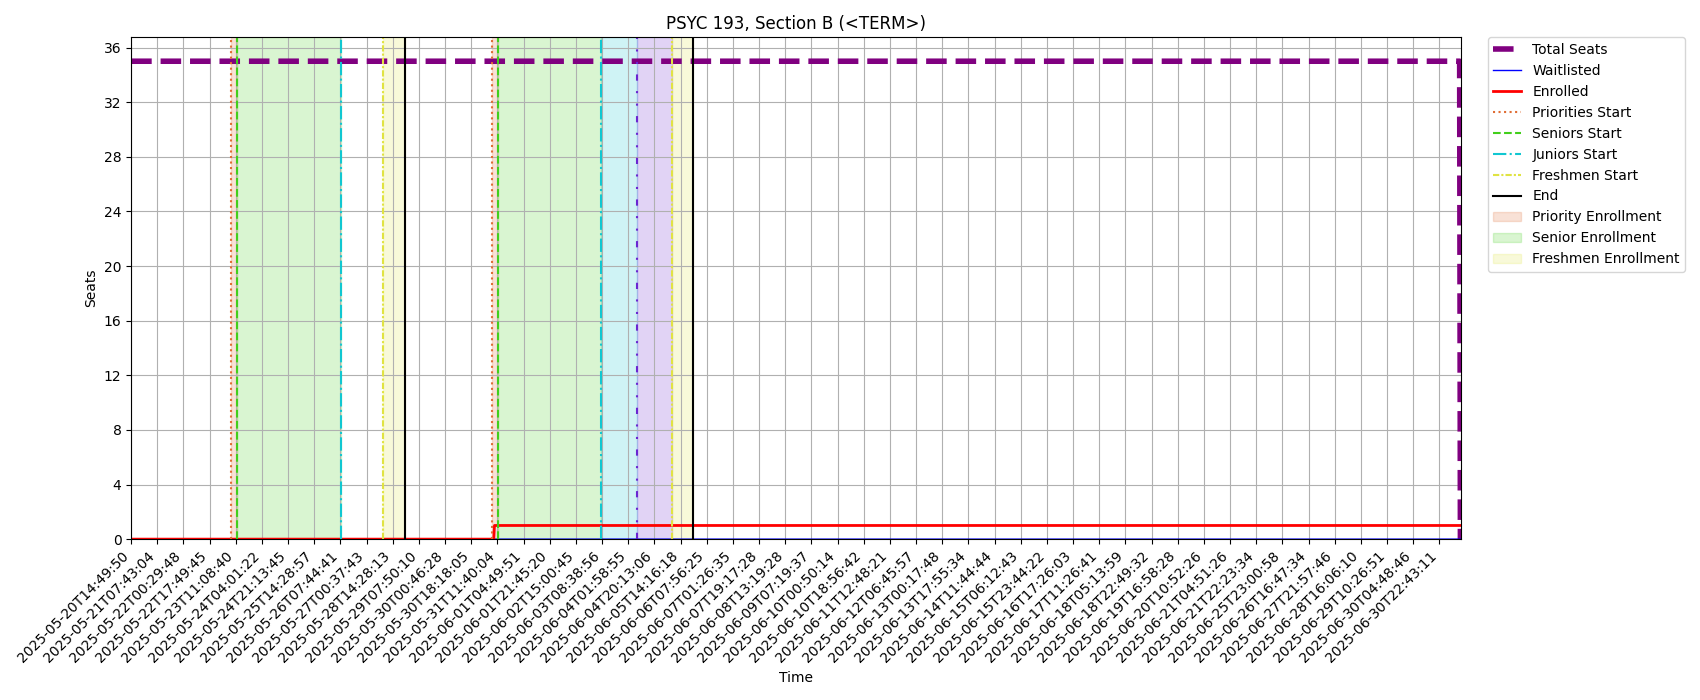 PSYC 193, Section B (<TERM>)
36
32
28
24
20
16
12
8
4
0
Seats
2025-05-20T14:49:50
2025-05-21T07:43:04
2025-05-22T00:29:48
2025-05-22T17:49:45
2025-05-23T11:08:40
2025-05-24T04:01:22
2025-05-24T21:13:45
2025-05-25T14:28:57
2025-05-26T07:44:41
2025-05-27T00:37:43
2025-05-28T14:28:13
2025-05-29T07:50:10
2025-05-30T00:46:28
2025-05-30T18:18:05
2025-05-31T11:40:04
2025-06-01T04:49:51
2025-06-01T21:45:20
2025-06-02T15:00:45
2025-06-03T08:38:56
2025-06-04T01:58:55
2025-06-04T20:13:06
2025-06-05T14:16:18
2025-06-06T07:56:25
2025-06-07T01:26:35
2025-06-07T19:17:28
2025-06-08T13:19:28
2025-06-09T07:19:37
2025-06-10T00:50:14
2025-06-10T18:56:42
2025-06-11T12:48:21
2025-06-12T06:45:57
2025-06-13T00:17:48
2025-06-13T17:55:34
2025-06-14T11:44:44
2025-06-15T06:12:43
2025-06-15T23:44:22
2025-06-16T17:26:03
2025-06-17T11:26:41
2025-06-18T05:13:59
2025-06-18T22:49:32
2025-06-19T16:58:28
2025-06-20T10:52:26
2025-06-21T04:51:26
2025-06-21T22:23:34
2025-06-25T23:00:58
2025-06-26T16:47:34
2025-06-27T21:57:46
2025-06-28T16:06:10
2025-06-29T10:26:51
2025-06-30T04:48:46
2025-06-30T22:43:11
Time
Total Seats
Waitlisted
Enrolled
Priorities Start
Seniors Start
Juniors Start
Freshmen Start
End
Priority Enrollment
Senior Enrollment
Freshmen Enrollment